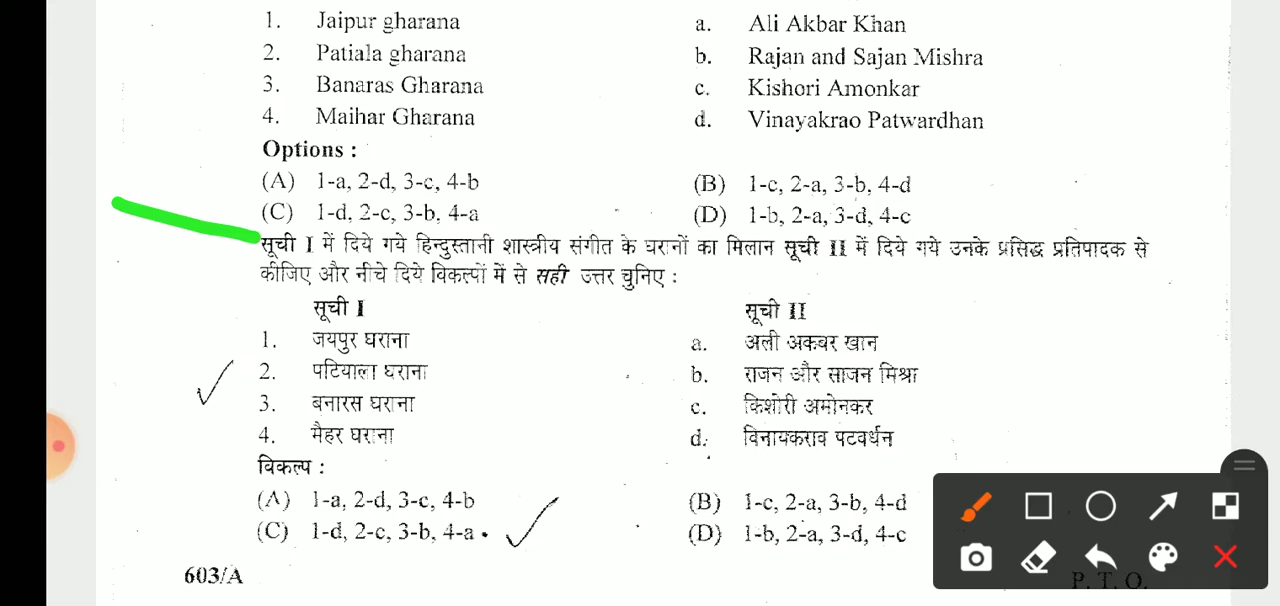 1. Jaipur gharana a. Ali Akbar Khan
2. Patiala gharana b. Rajan and Sajan Mishra
3. Banaras Gharana c. Kishori Amonkar
4. Maihar Gharana d. Vinayakrao Patwardhan
Options :
(A) 1-a, 2-d, 3-c, 4-b (B) 1-c, 2-a, 3-b, 4-d
(C) 1-d, 2-c, 3-b, 4-a (D) 1-b, 2-a, 3-d, 4-c
सूची I में दिये गये हिन्दुस्तानी शास्त्रीय संगीत के घरानों का मिलान सूची II में दिये गये उनके प्रसिद्ध प्रतिपादक से
कीजिए और नीचे दिये विकल्पों में से सही उत्तर चुनिए :
सूची I सूची II
1. जयपुर घराना a. अली अकबर खान
2. पटियाला घराना b. राजन और साजन मिश्रा
3. बनारस घराना c. किशोरी अमोनकर
4. मैहर घराना d. विनायकराव पटवर्धन
विकल्प :
(A) 1-a, 2-d, 3-c, 4-b (B) 1-c, 2-a, 3-b, 4-d
(C) 1-d, 2-c, 3-b, 4-a (D) 1-b, 2-a, 3-d, 4-c
603/A P. T. O.